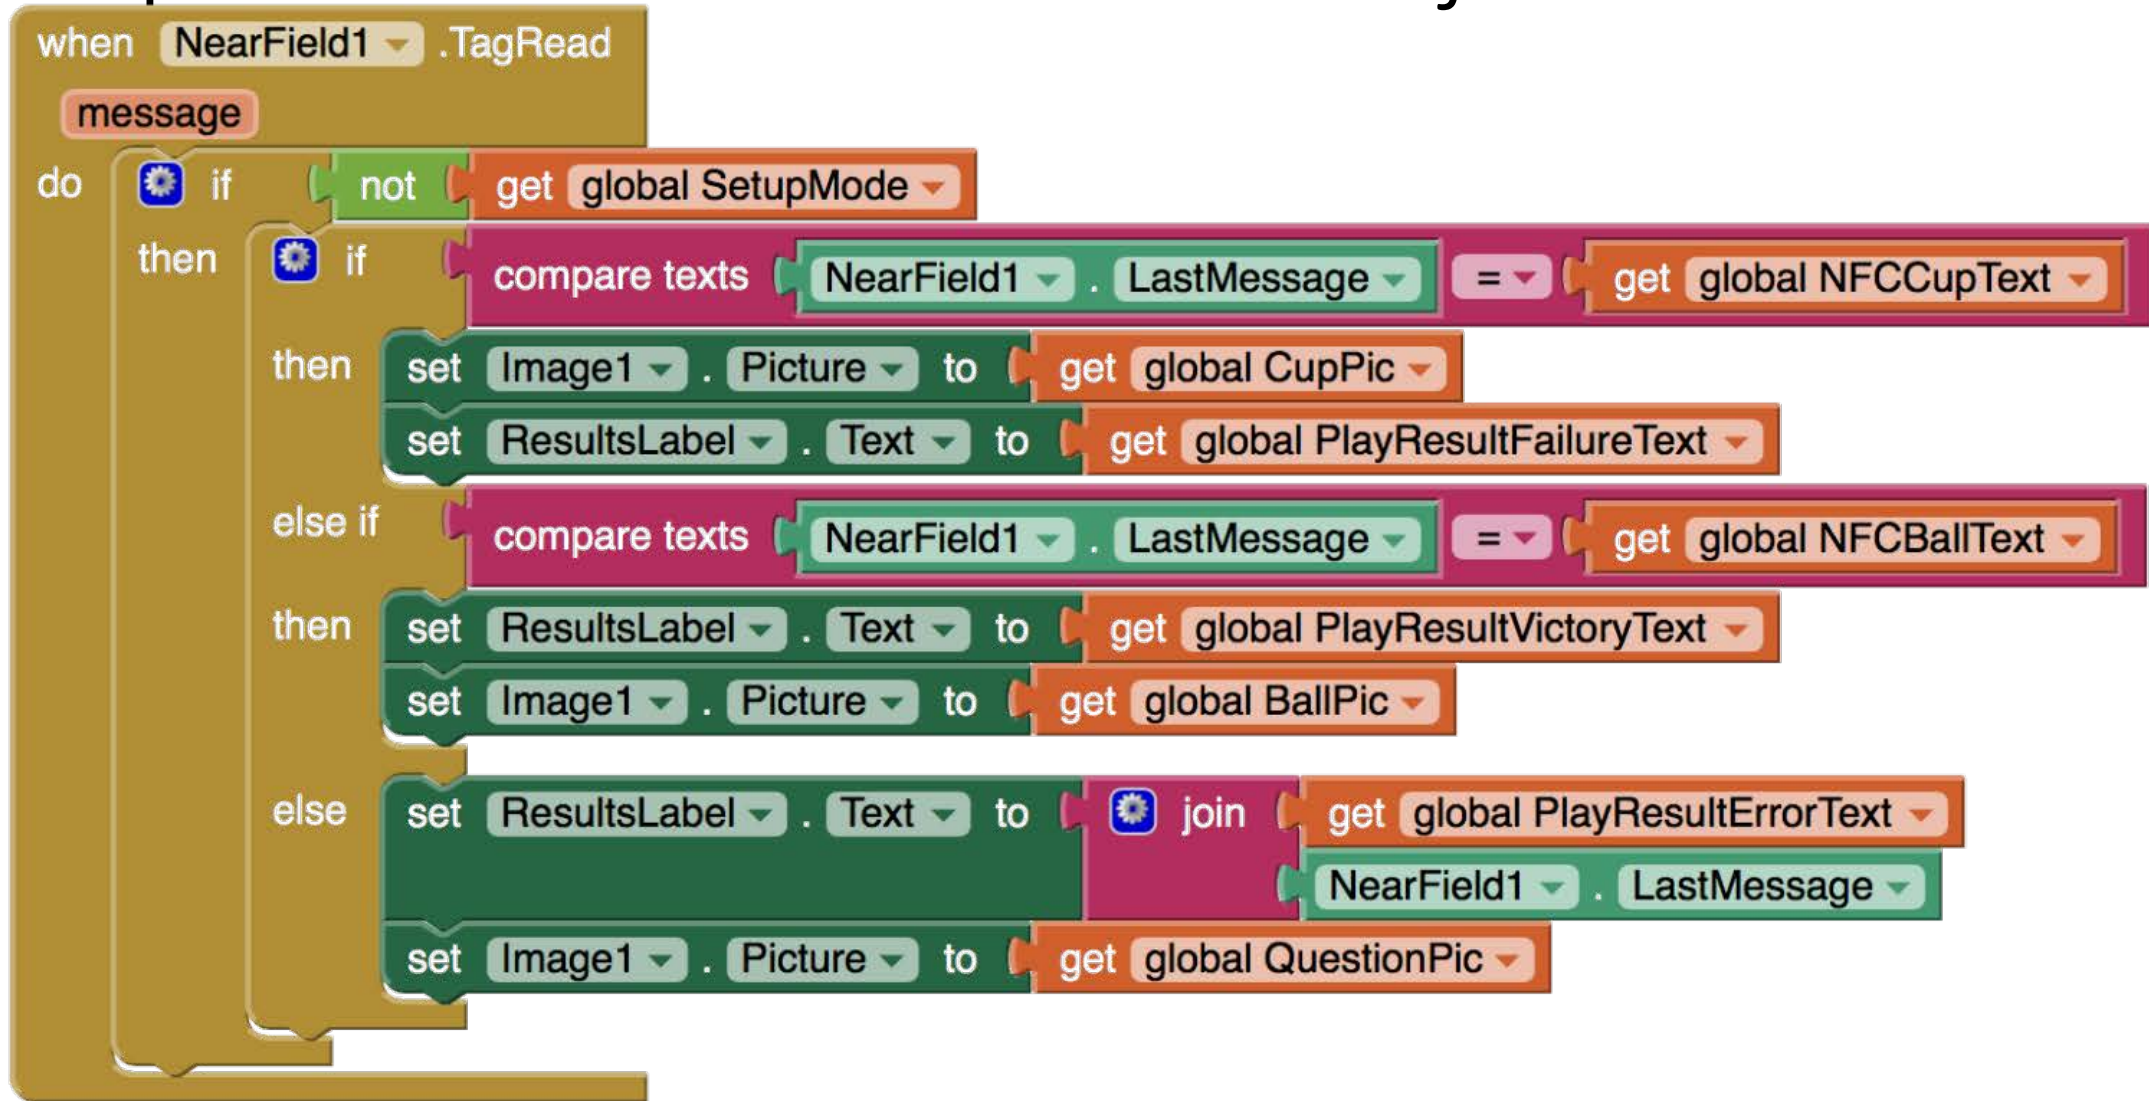 when NearField1 .TagRead
message
do if not get global SetupMode
then if compare texts NearField1 . LastMessage = get global NFCCupText
then set Image1 . Picture to get global CupPic
set ResultsLabel . Text to get global PlayResultFailureText
else if compare texts NearField1 . LastMessage = get global NFCBallText
then set ResultsLabel . Text to get global PlayResultVictoryText
set Image1 . Picture to get global BallPic
else set ResultsLabel . Text to join get global PlayResultErrorText
NearField1 . LastMessage
set Image1 . Picture to get global QuestionPic